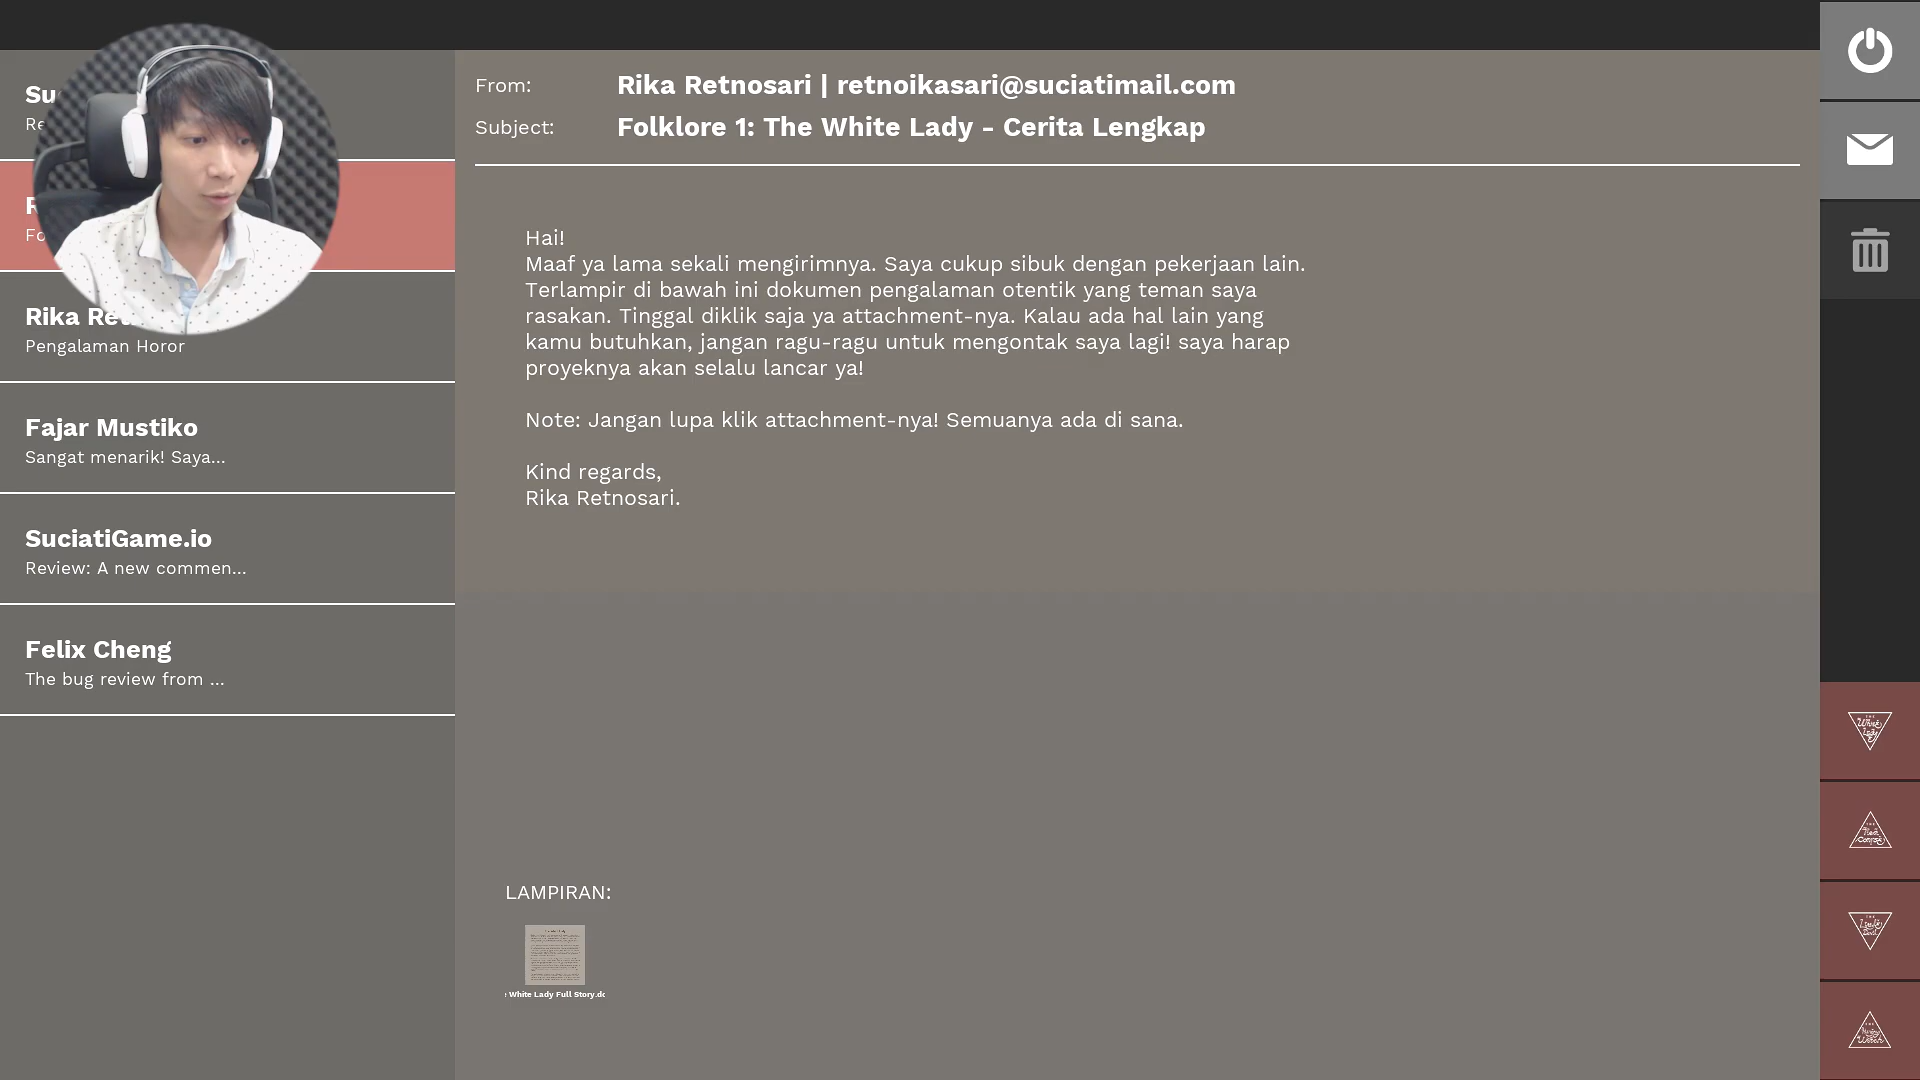 From: Rika Retnosari | retnoikasari@suciatimail.com
Subject: Folklore 1: The White Lady - Cerita Lengkap
Su
Re
Fo
Rika
Pengalaman Horor
Fajar Mustiko
Sangat menarik! Saya...
SuciatiGame.io
Review: A new commen...
Felix Cheng
The bug review from ...
Hai!
Maaf ya lama sekali mengirimnya. Saya cukup sibuk dengan pekerjaan lain.
Terlampir di bawah ini dokumen pengalaman otentik yang teman saya
rasakan. Tinggal diklik saja ya attachment-nya. Kalau ada hal lain yang
kamu butuhkan, jangan ragu-ragu untuk mengontak saya lagi! saya harap
proyeknya akan selalu lancar ya!
Note: Jangan lupa klik attachment-nya! Semuanya ada di sana.
Kind regards,
Rika Retnosari.
LAMPIRAN:
White Lady Full Story.do
The White Lady